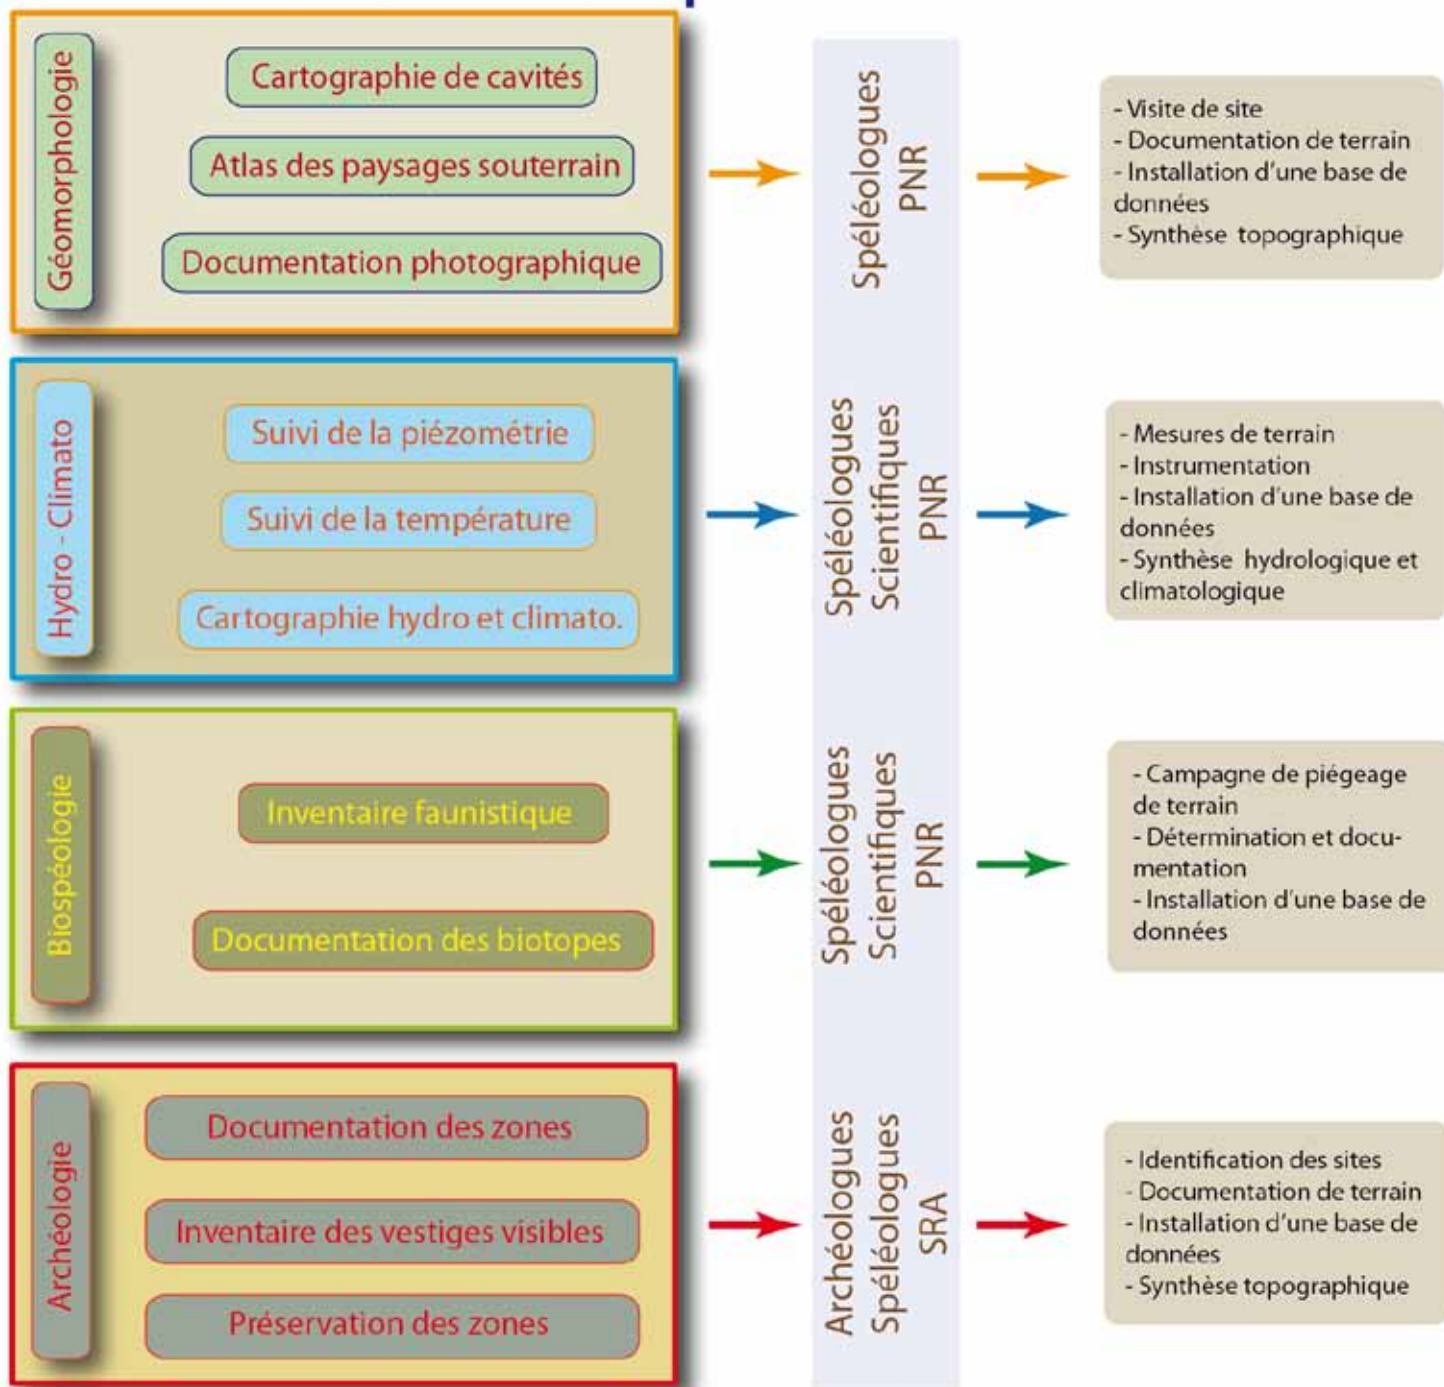 Géomorphologie
Cartographie de cavités
Atlas des paysages souterrain
Documentation photographique
Spéléologues
PNR
- Visite de site
- Documentation de terrain
- Installation d'une base de
données
- Synthèse topographique
Hydro - Climato
Suivi de la piézométrie
Suivi de la température
Cartographie hydro et climato.
Spéléologues
Scientifiques
PNR
- Mesures de terrain
- Instrumentation
- Installation d'une base de
données
- Synthèse hydrologique et
climatologique
Biospéologie
Inventaire faunistique
Documentation des biotopes
Spéléologues
Scientifiques
PNR
- Campagne de piégeage
de terrain
- Détermination et docu-
mentation
- Installation d'une base de
données
Archéologie
Documentation des zones
Inventaire des vestiges visibles
Préservation des zones
Archéologues
Spéléologues
SRA
- Identification des sites
- Documentation de terrain
- Installation d'une base de
données
- Synthèse topographique